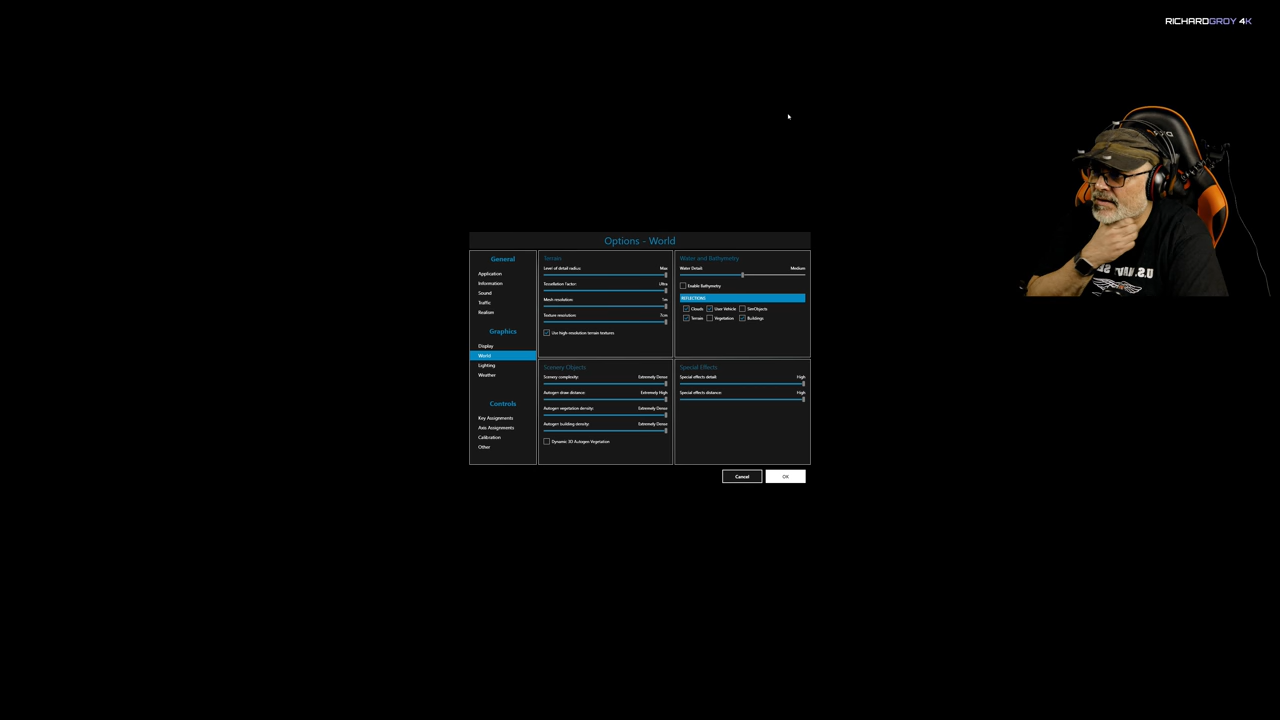 RICHARDGROY 4K
Options - World
General
Application
Information
Sound
Traffic
Realism
Graphics
Display
World
Lighting
Weather
Controls
Key Assignments
Axis Assignments
Calibration
Other
Terrain
Level of detail radius: Max
Tessellation Factor: Ultra
Mesh resolution: 1m
Texture resolution: 7cm
Use high-resolution terrain textures
Water and Bathymetry
Water Detail: Medium
Enable Bathymetry
REFLECTIONS
Clouds User Vehicle SimObjects
Terrain Vegetation Buildings
Scenery Objects
Scenery complexity: Extremely Dense
Autogen draw distance: Extremely High
Autogen vegetation density: Extremely Dense
Autogen building density: Extremely Dense
Dynamic 3D Autogen Vegetation
Special Effects
Special effects detail: High
Special effects distance: High
Cancel OK